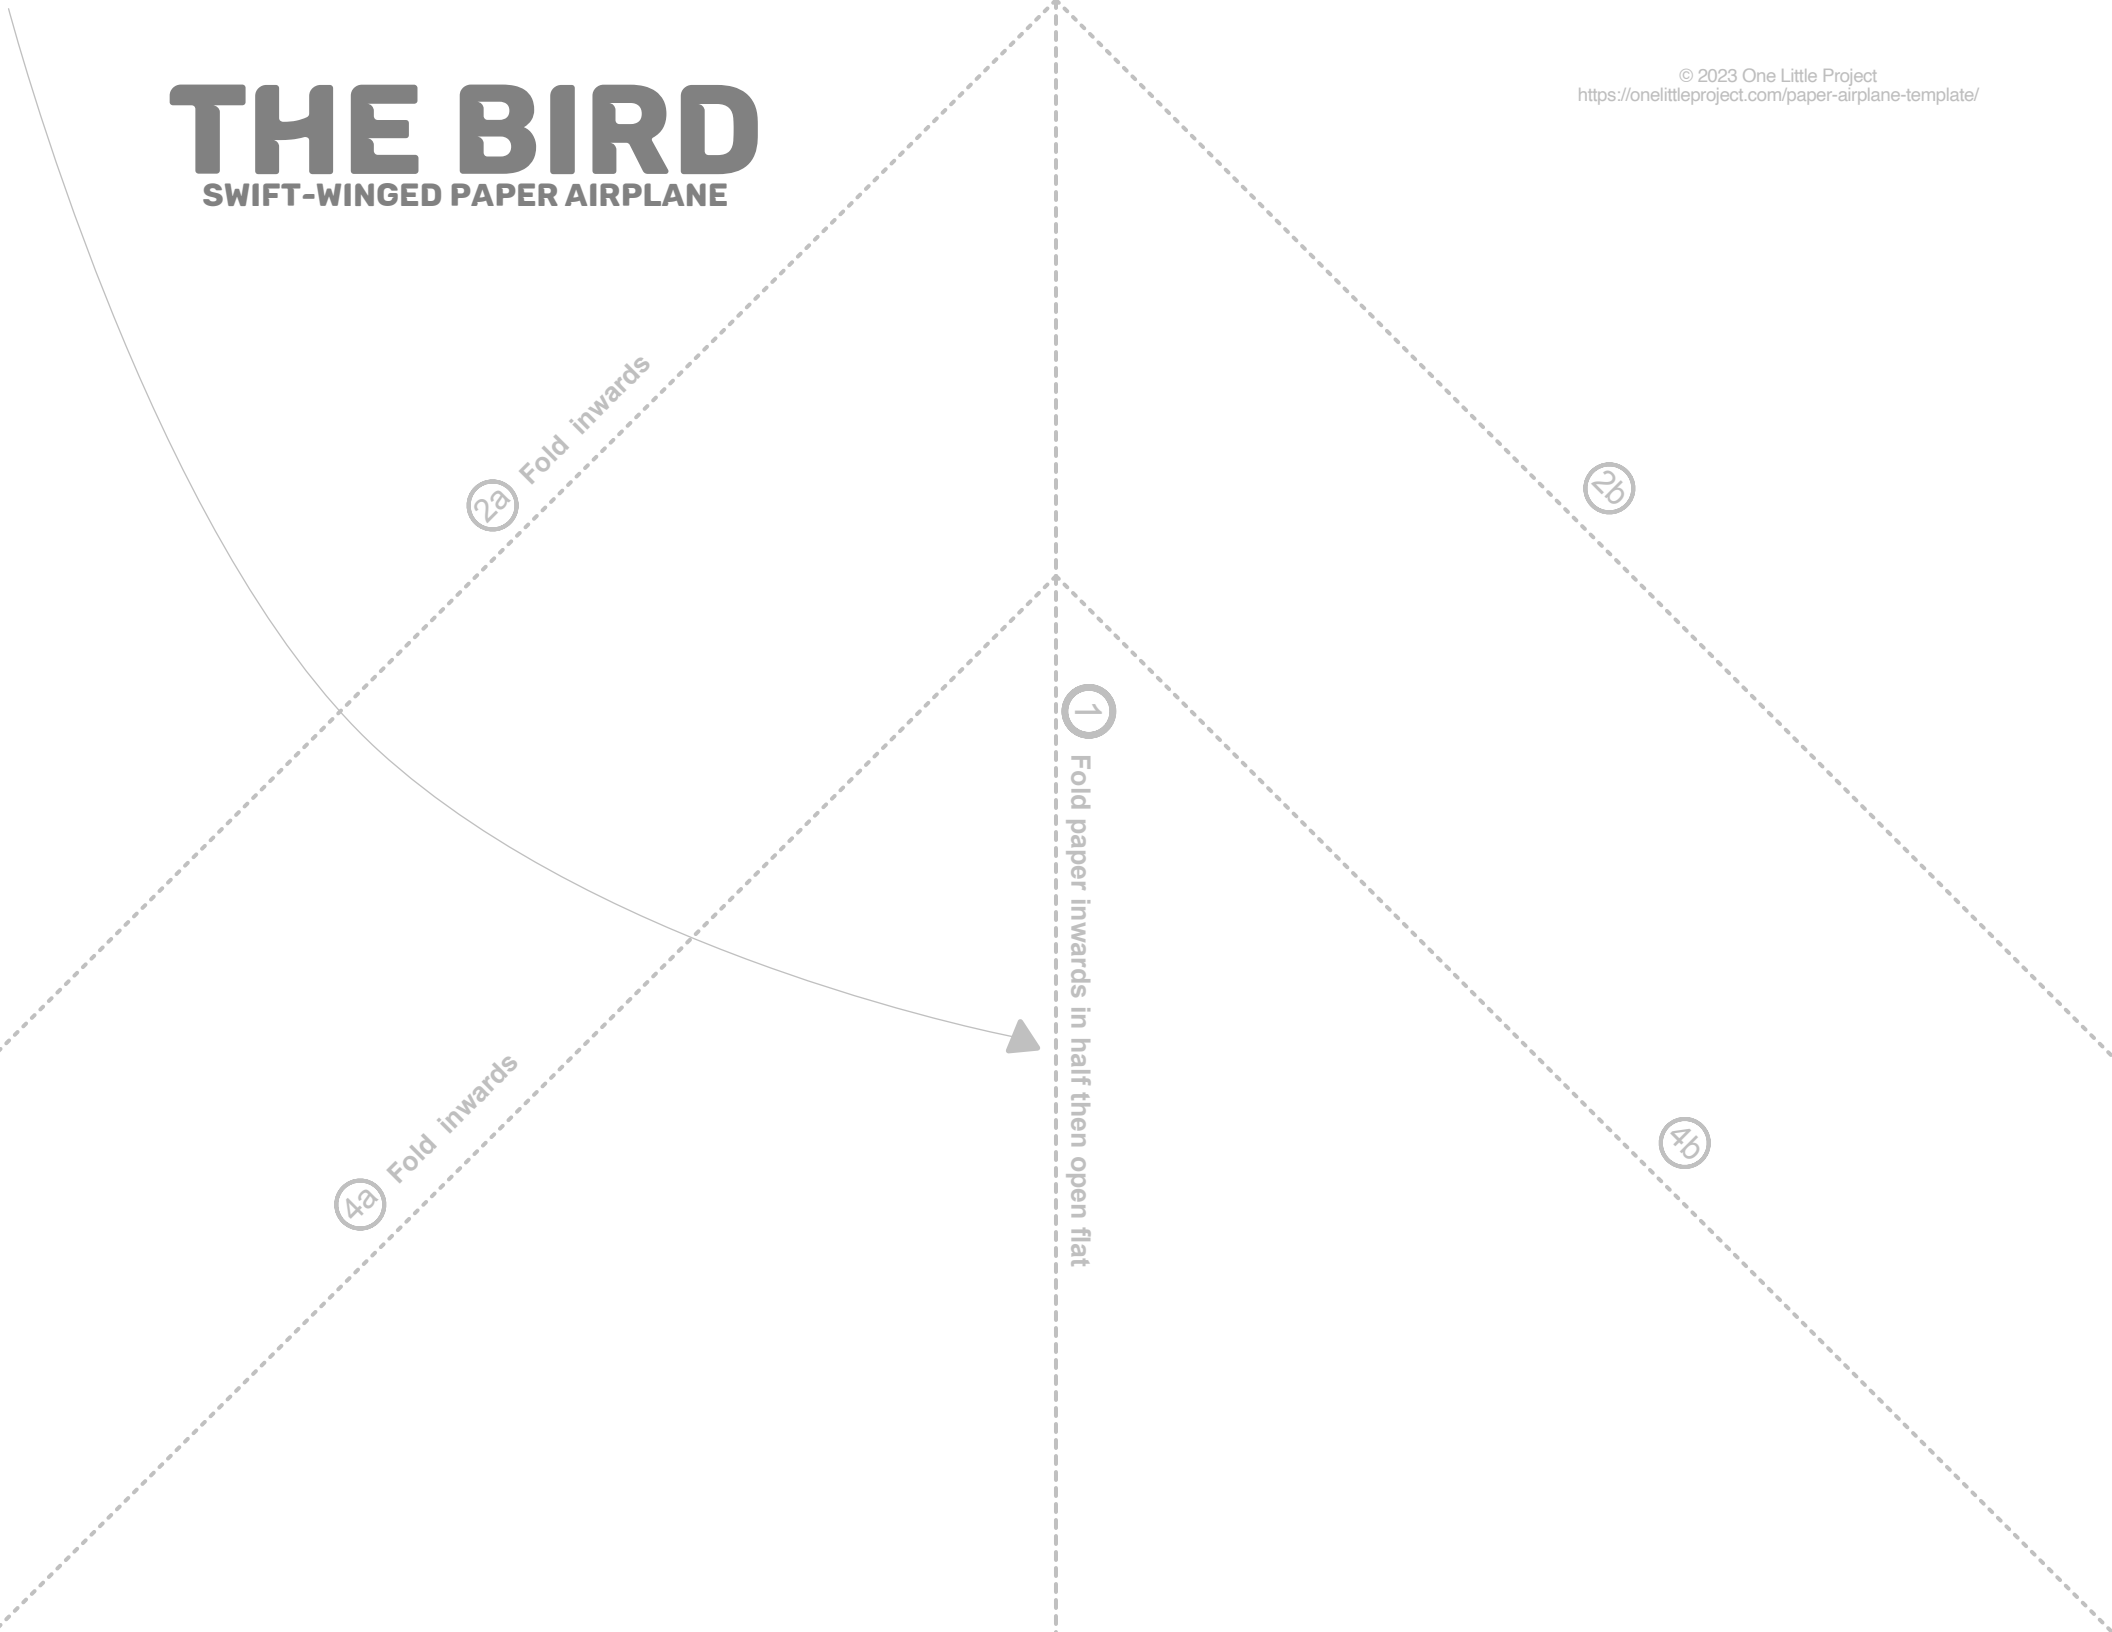 THE BIRD
SWIFT-WINGED PAPER AIRPLANE
© 2023 One Little Project
https://onelittleproject.com/paper-airplane-template/
2a Fold inwards
2b
1 Fold paper inwards in half then open flat
4a Fold inwards
4b